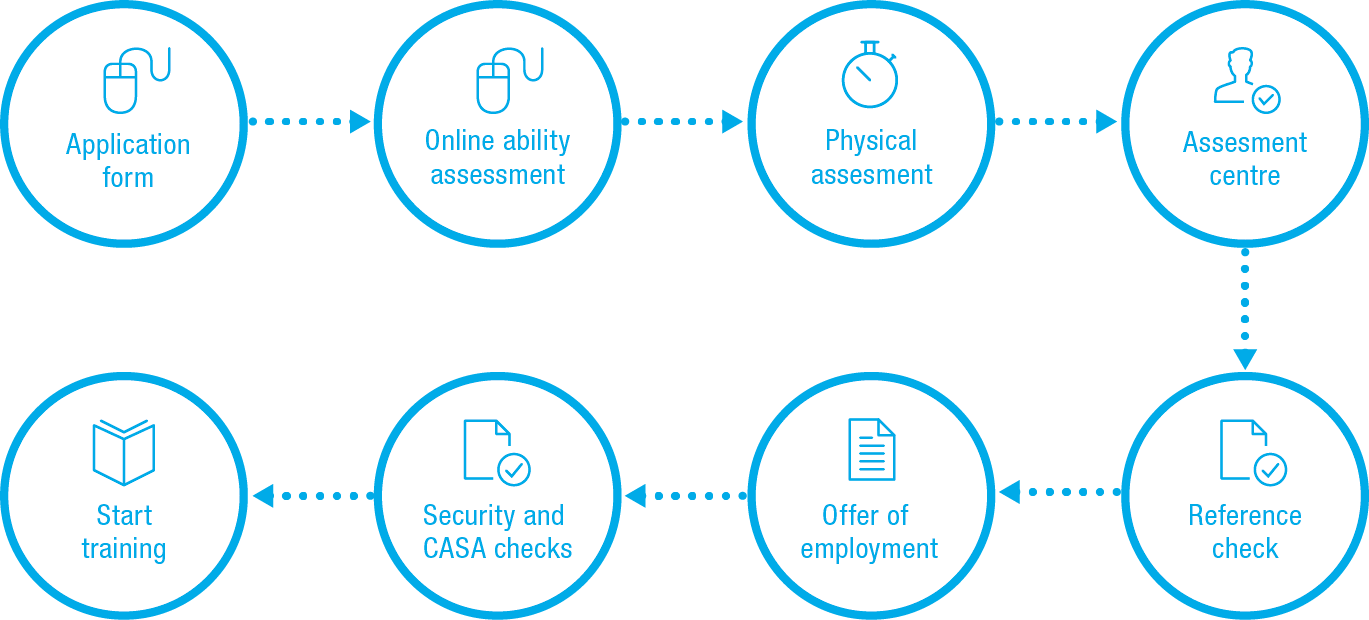 Application
form
Online ability
assessment
Physical
assesment
Assesment
centre
Reference
check
Offer of
employment
Security and
CASA checks
Start
training